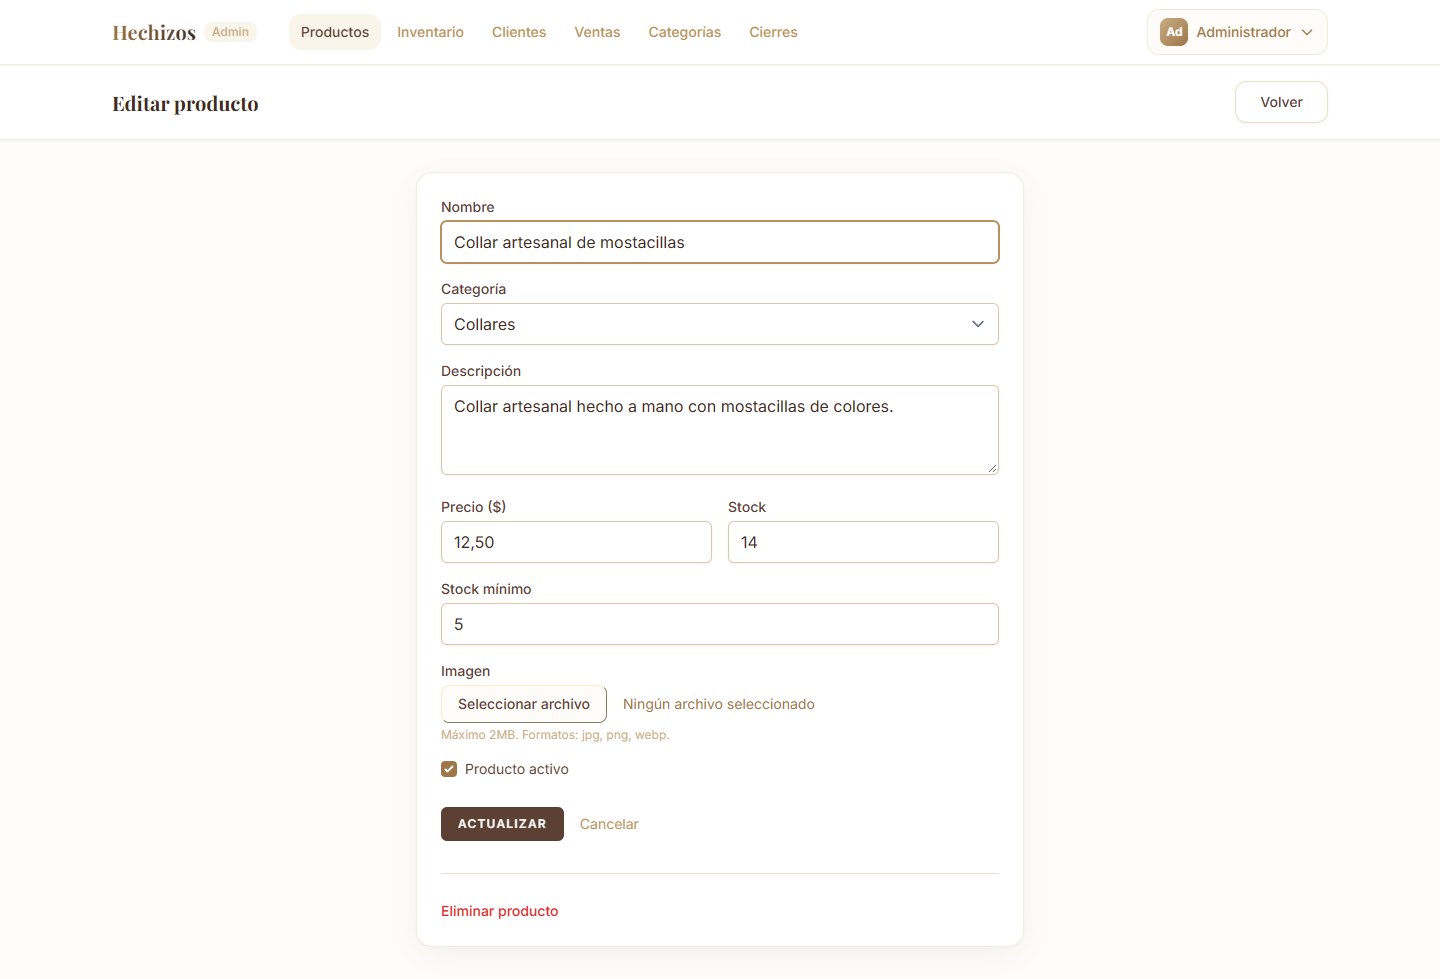 Hechizos Admin Productos Inventario Clientes Ventas Categorías Cierres Ad Administrador
Editar producto Volver
Nombre
Collar artesanal de mostacillas
Categoría
Collares
Descripción
Collar artesanal hecho a mano con mostacillas de colores.
Precio ($) Stock
12,50 14
Stock mínimo
5
Imagen
Seleccionar archivo Ningún archivo seleccionado
Máximo 2MB. Formatos: jpg, png, webp.
Producto activo
ACTUALIZAR Cancelar
Eliminar producto